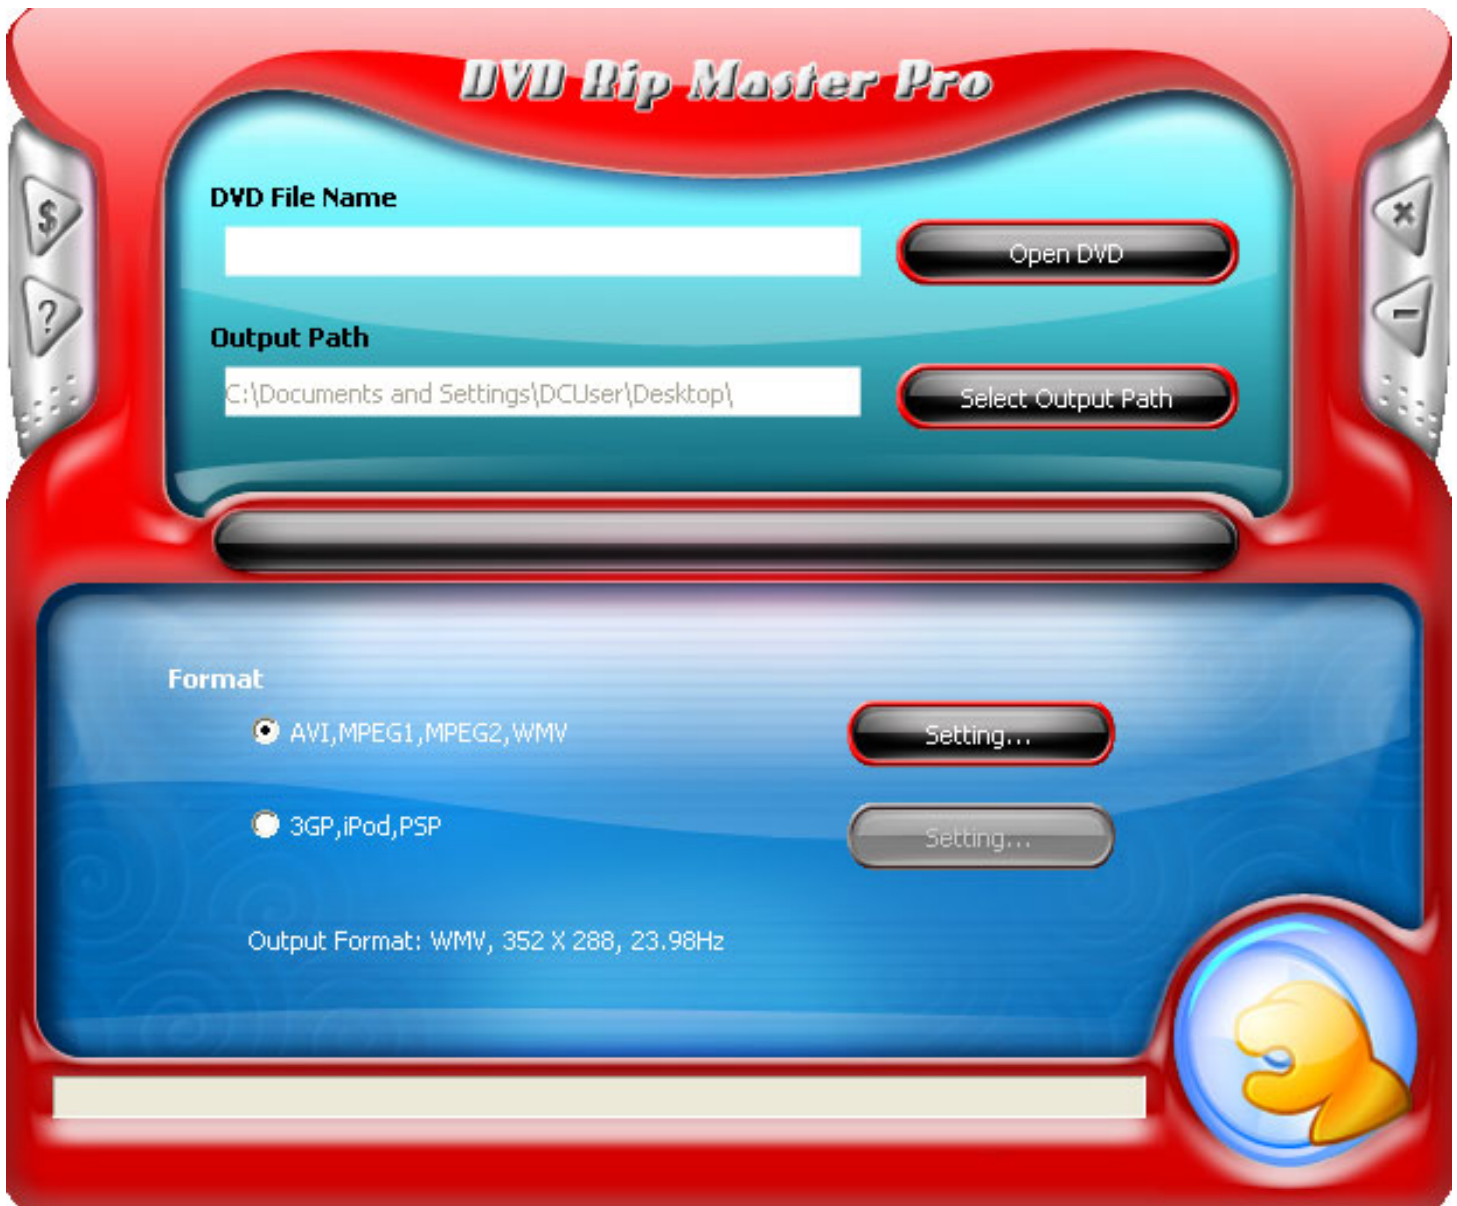 DVD Rip Master Pro
DVD File Name
$
Open DVD
?
Output Path
C:\Documents and Settings\DCUser\Desktop\
Select Output Path
Format
AVI,MPEG1,MPEG2,WMV
Setting...
3GP,iPod,PSP
Setting...
Output Format: WMV, 352 X 288, 23.98Hz